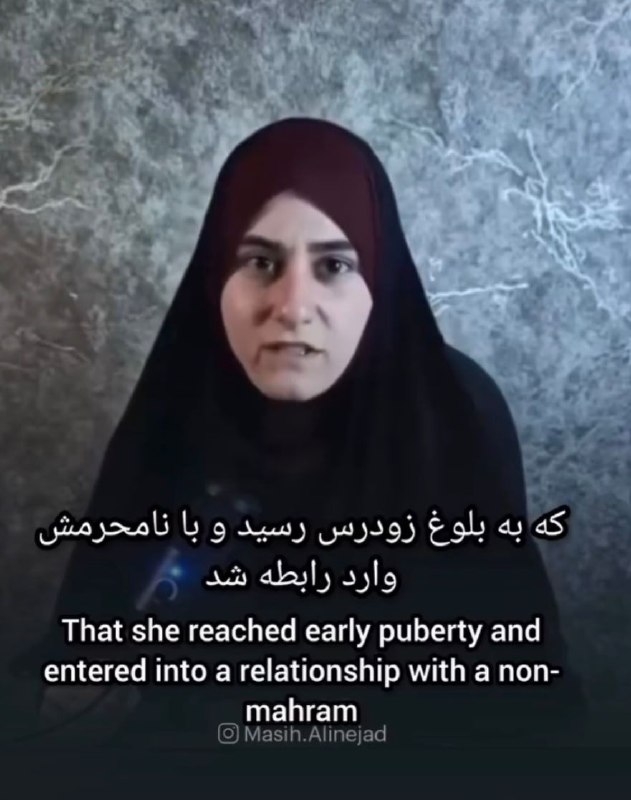 که به بلوغ زودرس رسید و با نامحرمش
وارد رابطه شد
That she reached early puberty and
entered into a relationship with a non-
mahram
Masih.Alinejad